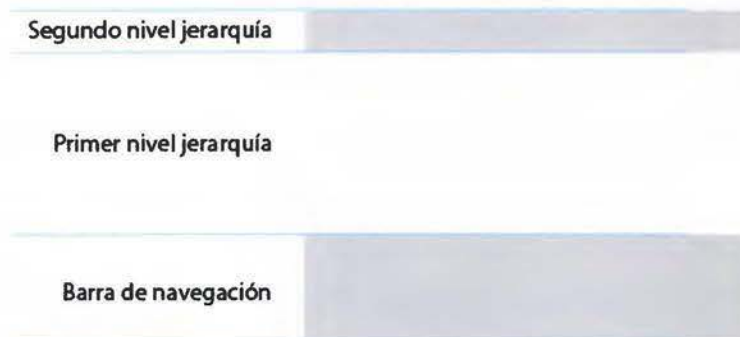 Segundo nivel jerarquía
Primer nivel jerarquía
Barra de navegación